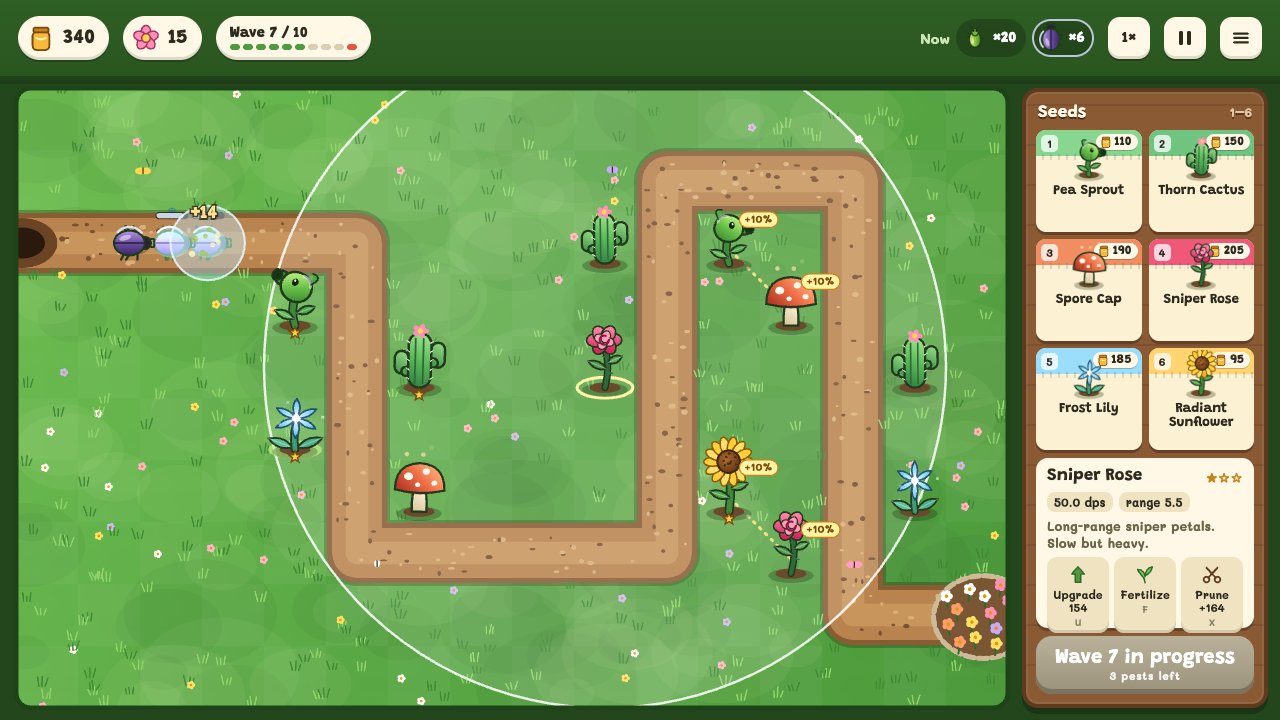 340
15
Wave 7 / 10
Now
×20
×6
1×
Seeds
1–6
1
110
Pea Sprout
2
150
Thorn Cactus
3
190
Spore Cap
4
205
Sniper Rose
5
185
Frost Lily
6
95
Radiant
Sunflower
+14
+10%
+10%
+10%
+10%
Sniper Rose
50.0 dps
range 5.5
Long-range sniper petals.
Slow but heavy.
Upgrade
154
U
Fertilize
F
Prune
+164
X
Wave 7 in progress
3 pests left